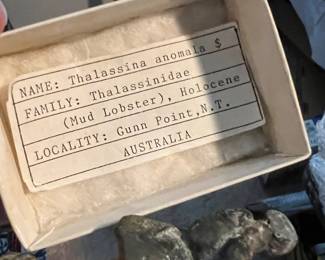 NAME: Thalassina anomala $
FAMILY: Thalassinidae
(Mud Lobster), Holocene
LOCALITY: Gunn Point, N.T.
AUSTRALIA